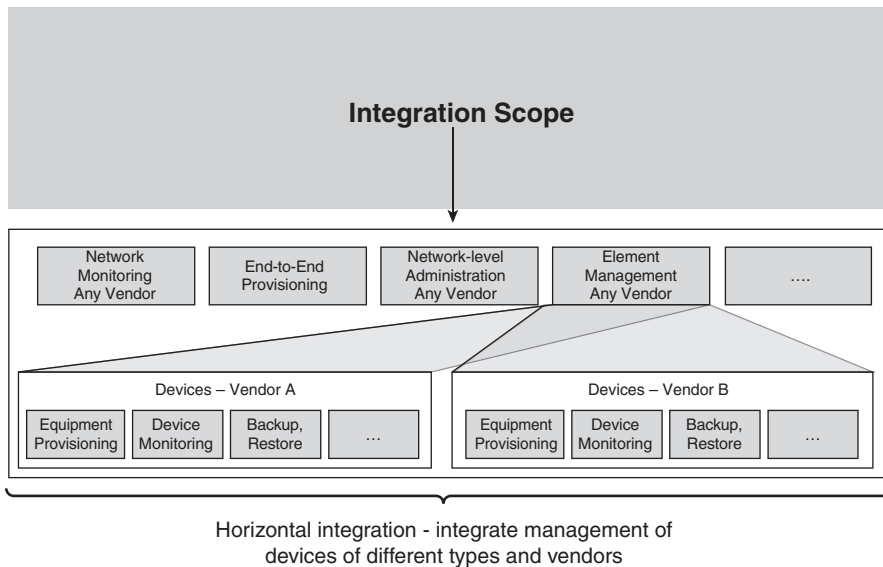 Integration Scope
Network
Monitoring
Any Vendor
End-to-End
Provisioning
Network-level
Administration
Any Vendor
Element
Management
Any Vendor
....
Devices – Vendor A
Equipment
Provisioning
Device
Monitoring
Backup,
Restore
...
Devices – Vendor B
Equipment
Provisioning
Device
Monitoring
Backup,
Restore
...
Horizontal integration - integrate management of
devices of different types and vendors